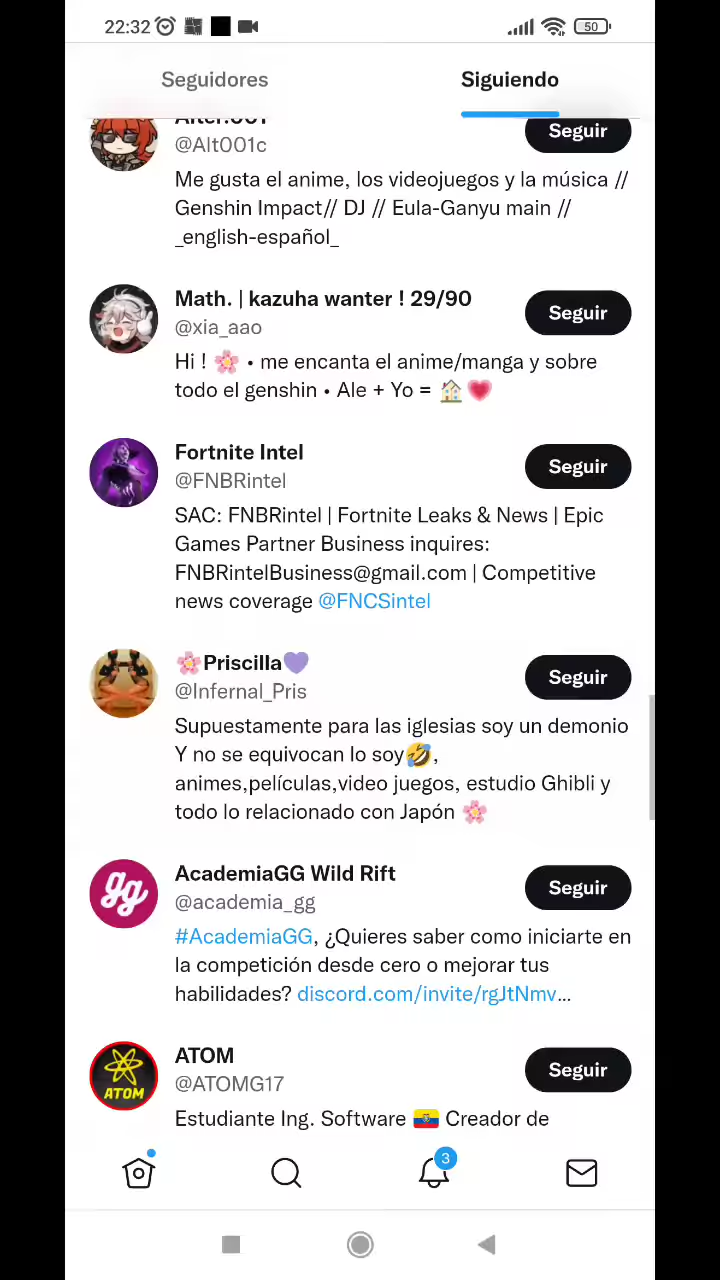 22:32
50
Seguidores
Siguiendo
Alter.001
Seguir
@Alt001c
Me gusta el anime, los videojuegos y la música //
Genshin Impact// DJ // Eula-Ganyu main //
_english-español_
Math. | kazuha wanter ! 29/90
Seguir
@xia_aao
Hi ! 🌸 • me encanta el anime/manga y sobre
todo el genshin • Ale + Yo = 🏠💗
Fortnite Intel
Seguir
@FNBRintel
SAC: FNBRintel | Fortnite Leaks & News | Epic
Games Partner Business inquires:
FNBRintelBusiness@gmail.com | Competitive
news coverage @FNCSintel
🌸Priscilla💜
Seguir
@Infernal_Pris
Supuestamente para las iglesias soy un demonio
Y no se equivocan lo soy🤣,
animes,películas,video juegos, estudio Ghibli y
todo lo relacionado con Japón 🌸
gg
AcademiaGG Wild Rift
Seguir
@academia_gg
#AcademiaGG, ¿Quieres saber como iniciarte en
la competición desde cero o mejorar tus
habilidades? discord.com/invite/rgJtNmv…
ATOM
ATOM
Seguir
@ATOMG17
Estudiante Ing. Software 🇪🇨 Creador de
3